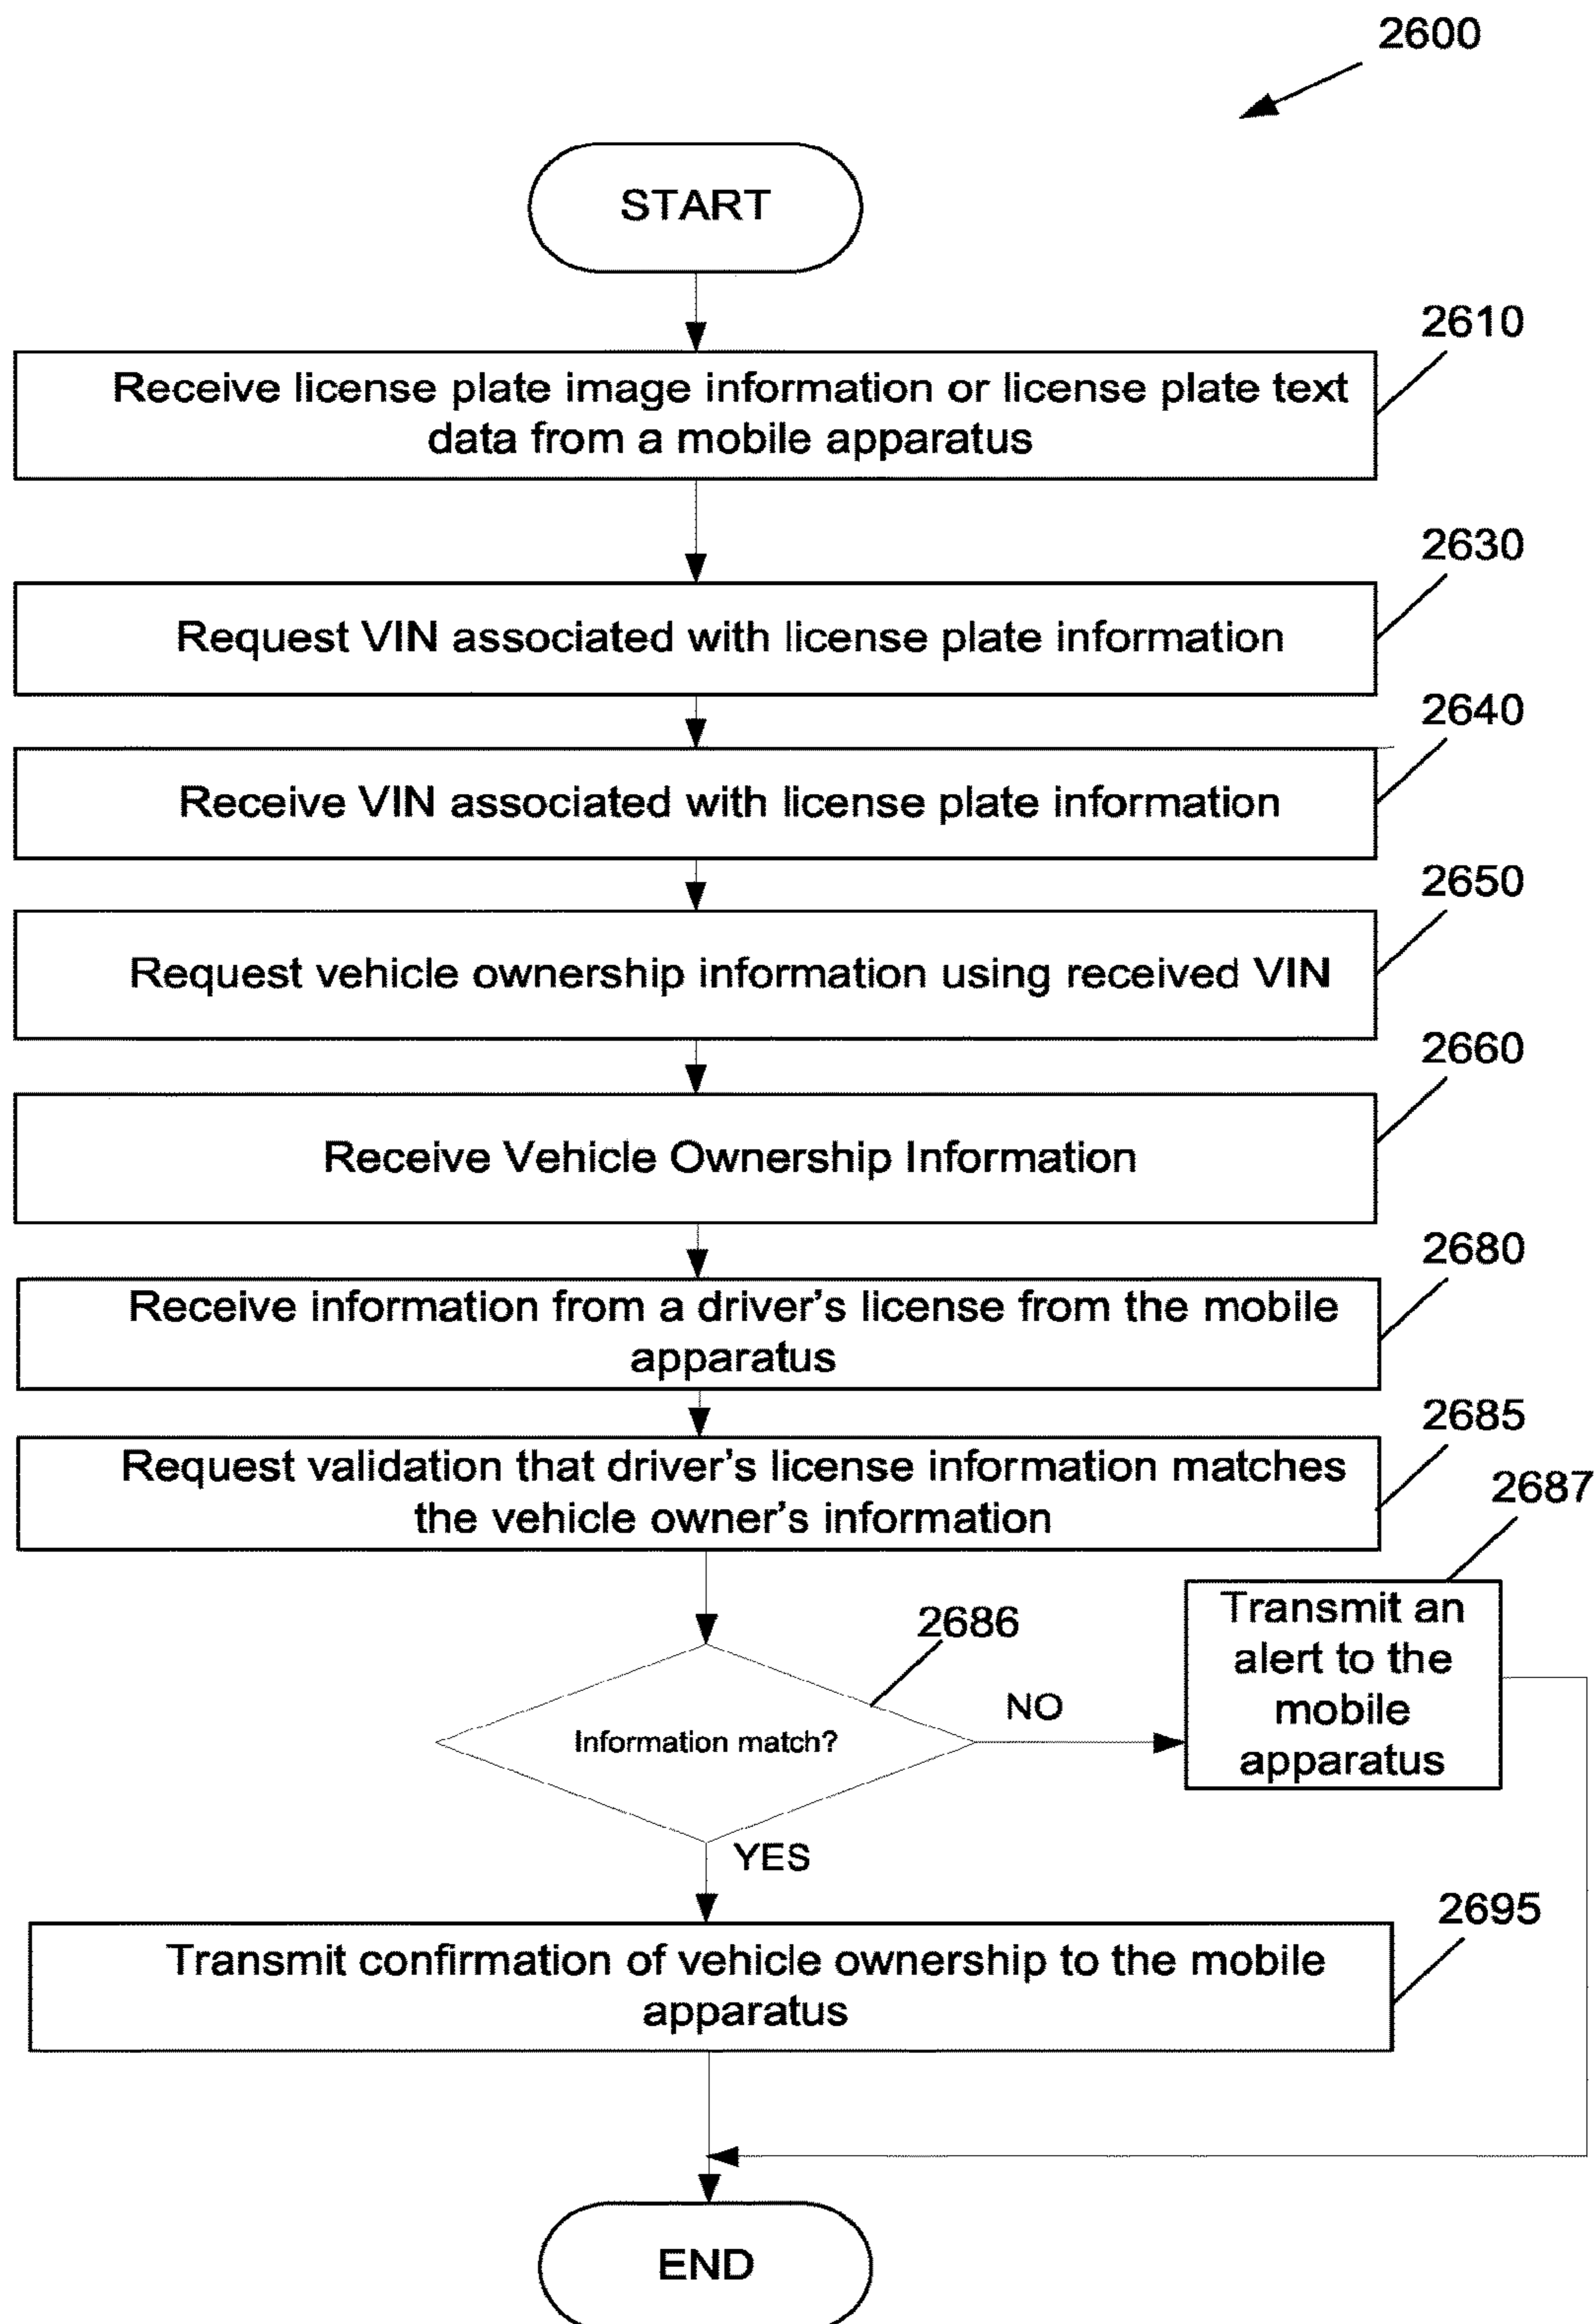 2600
START
2610
Receive license plate image information or license plate text
data from a mobile apparatus
2630
Request VIN associated with license plate information
2640
Receive VIN associated with license plate information
2650
Request vehicle ownership information using received VIN
2660
Receive Vehicle Ownership Information
2680
Receive information from a driver's license from the mobile
apparatus
2685
Request validation that driver's license information matches
the vehicle owner's information
2687
Transmit an
alert to the
mobile
apparatus
2686
Information match?
NO
YES
2695
Transmit confirmation of vehicle ownership to the mobile
apparatus
END